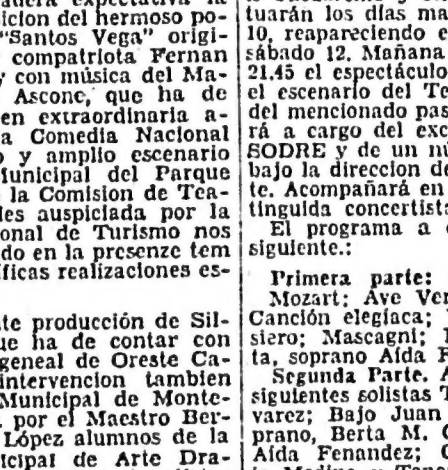 icion del hermoso po-
"Santos Vega" origi-
compatriota Fernan
y con música del Ma-
Ascone, que ha de
en extraordinaria a-
a Comedia Nacional
o y amplio escenario
Municipal del Parque
la Comision de Tea-
les auspiciada por la
onal de Turismo nos
do en la presenze tem
íficas realizaciones es-
te producción de Sil-
ue ha de contar con
geneal de Oreste Ca-
intervencion tambien
Municipal de Monte-
por el Maestro Ber-
López alumnos de la
icipal de Arte Dra-
tuarán los días ma
10, reapareciendo e
sábado 12. Mañana
21.45 el espectáculo
el escenario del Te
del mencionado pas
rá a cargo del exc
SODRE y de un nú
bajo la direccion de
te. Acompañará en
tinguida concertist
El programa a
siguiente.:
Primera parte:
Mozart; Ave Ver
Canción elegíaca;
siero; Mascagni;
ta, soprano Aída F
Segunda Parte. A
siguientes solistas T
varez; Bajo Juan
prano, Berta M. C
Aída Fenandez;